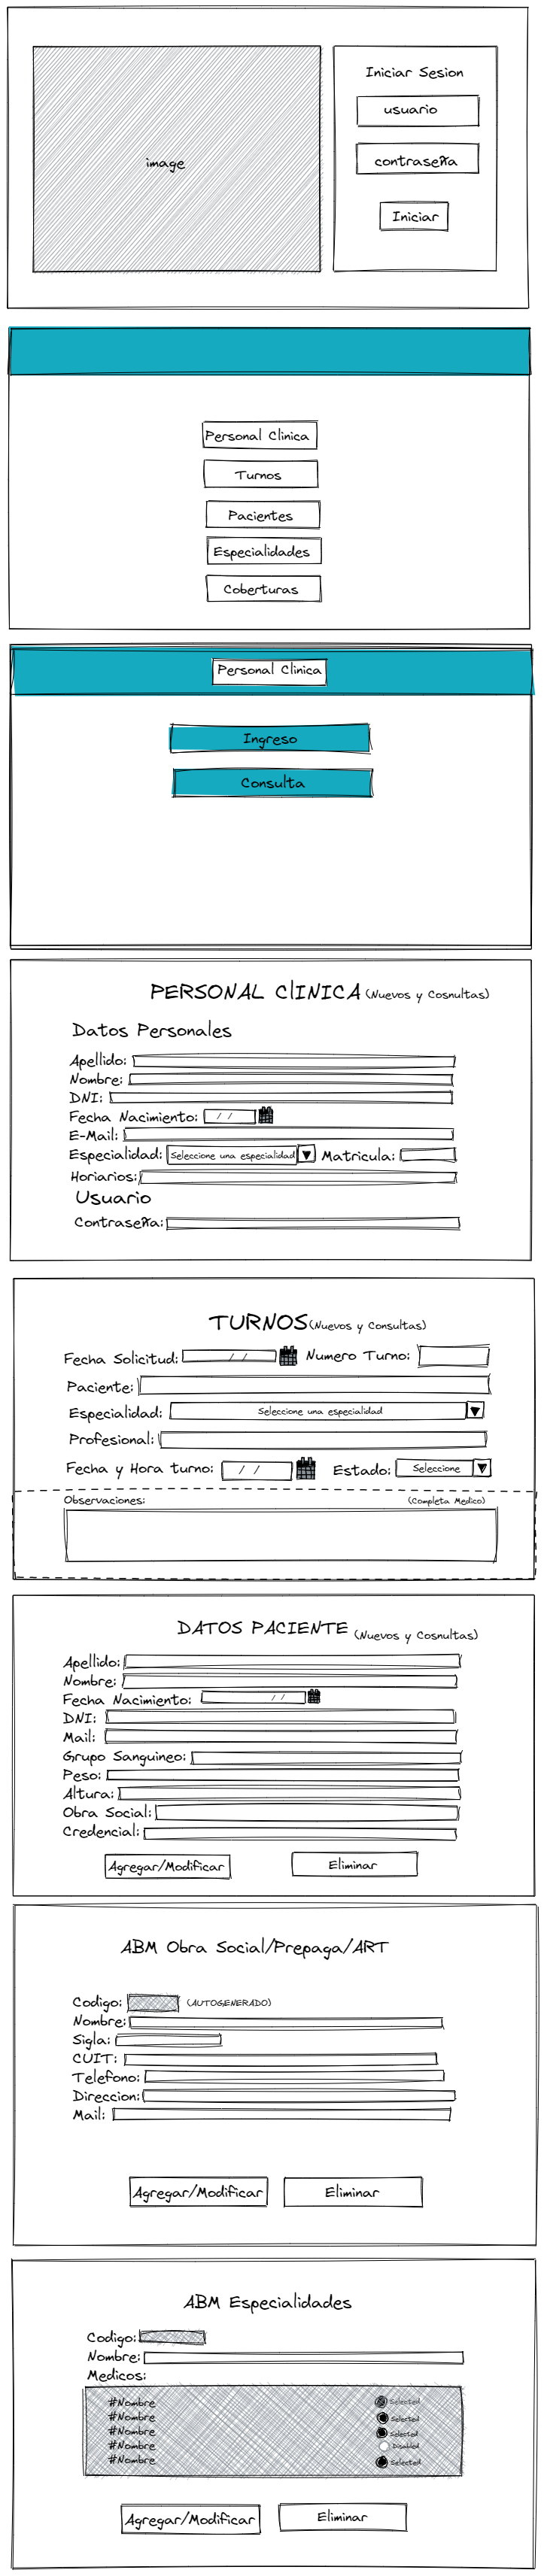 image
Iniciar Sesion
usuario
contraseña
Iniciar
Personal Clinica
Turnos
Pacientes
Especialidades
Coberturas
Personal Clinica
Ingreso
Consulta
PERSONAL ClINICA (Nuevos y Cosnultas)
Datos Personales
Apellido:
Nombre:
DNI:
Fecha Nacimiento: / /
E-Mail:
Especialidad: Seleccione una especialidad Matricula:
Horiarios:
Usuario
Contraseña:
TURNOS (Nuevos y Consultas)
Fecha Solicitud: / / Numero Turno:
Paciente:
Especialidad: Seleccione una especialidad
Profesional:
Fecha y Hora turno: / / Estado: Seleccione
Observaciones: (Completa Medico)
DATOS PACIENTE (Nuevos y Cosnultas)
Apellido:
Nombre:
Fecha Nacimiento: / /
DNI:
Mail:
Grupo Sanguineo:
Peso:
Altura:
Obra Social:
Credencial:
Agregar/Modificar Eliminar
ABM Obra Social/Prepaga/ART
Codigo: (AUTOGENERADO)
Nombre:
Sigla:
CUIT:
Telefono:
Direccion:
Mail:
Agregar/Modificar Eliminar
ABM Especialidades
Codigo:
Nombre:
Medicos:
#Nombre Selected
#Nombre Selected
#Nombre Selected
#Nombre Disabled
#Nombre Selected
Agregar/Modificar Eliminar